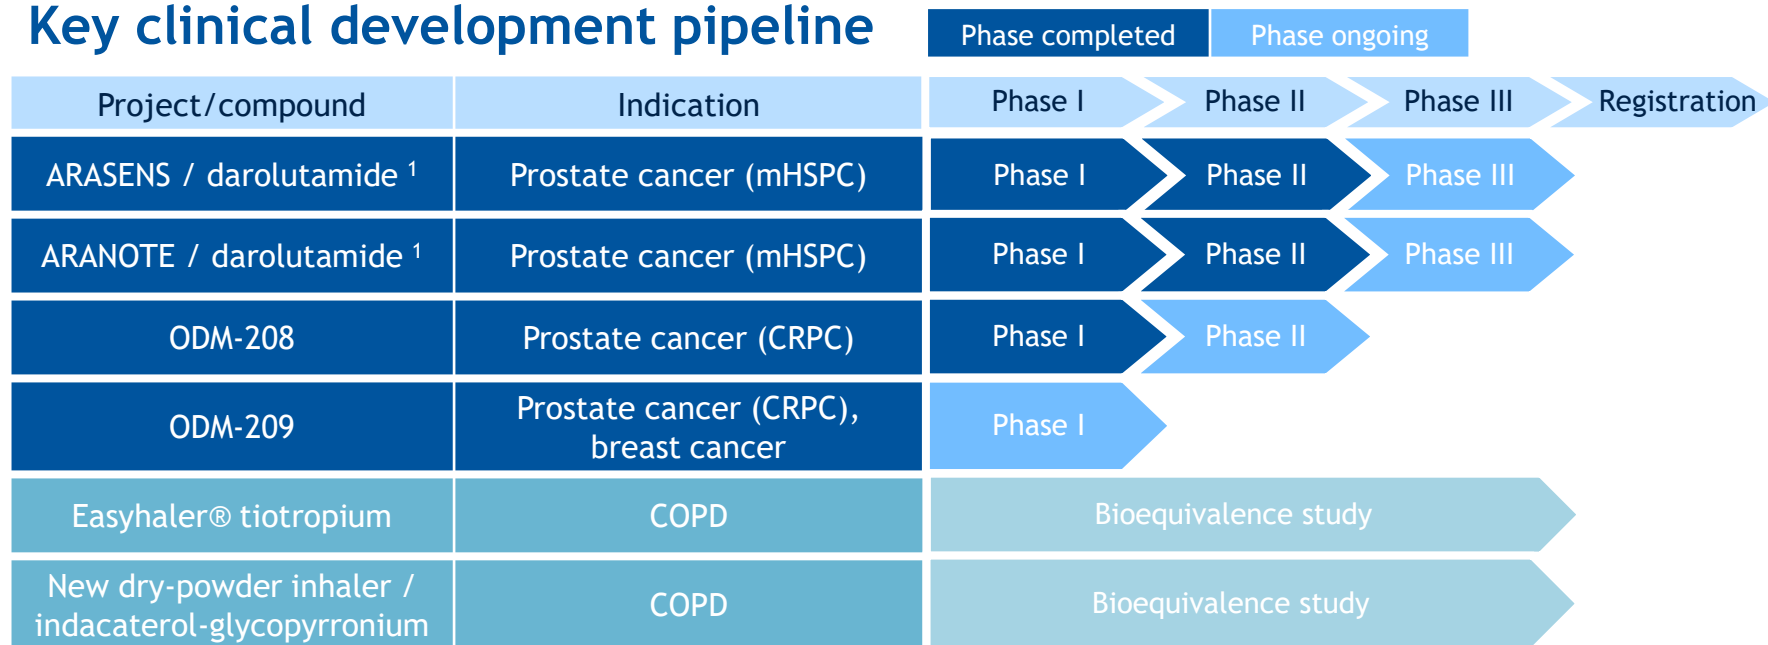 Key clinical development pipeline
Phase completed
Phase ongoing
Project/compound
Indication
Phase I
Phase II
Phase III
Registration
ARASENS / darolutamide ¹
Prostate cancer (mHSPC)
Phase I
Phase II
Phase III
ARANOTE / darolutamide ¹
Prostate cancer (mHSPC)
Phase I
Phase II
Phase III
ODM-208
Prostate cancer (CRPC)
Phase I
Phase II
ODM-209
Prostate cancer (CRPC),
breast cancer
Phase I
Easyhaler® tiotropium
COPD
Bioequivalence study
New dry-powder inhaler /
indacaterol-glycopyrronium
COPD
Bioequivalence study